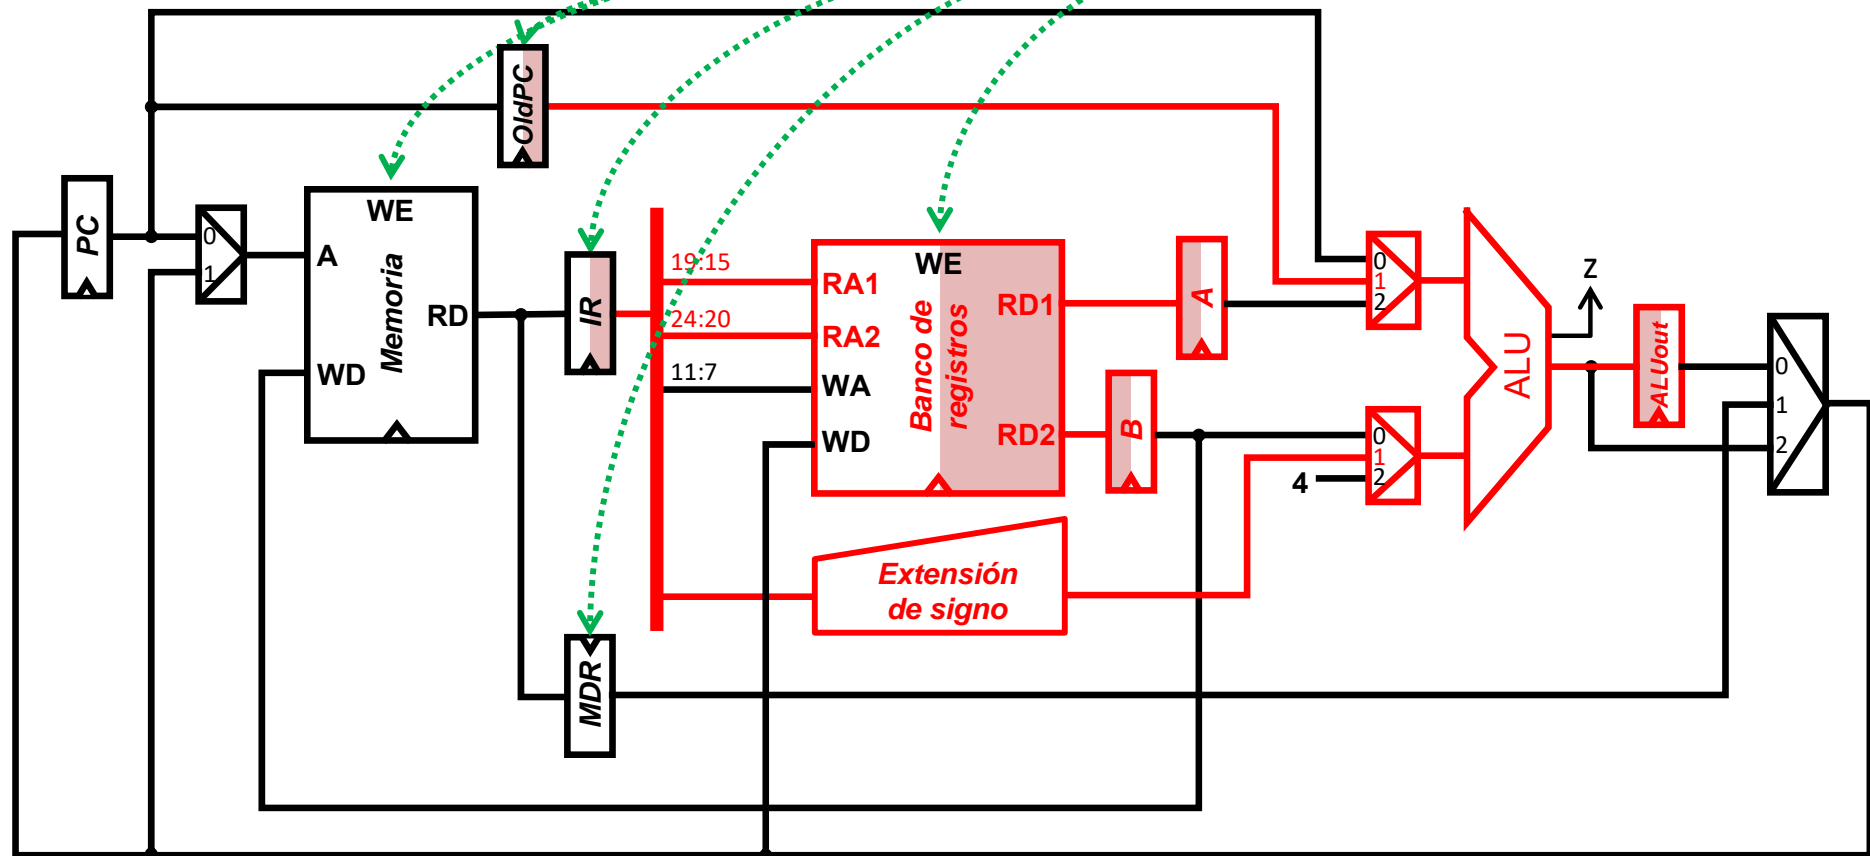 OldPC
PC
0
1
WE
A
Memoria
RD
WD
IR
19:15
24:20
11:7
WE
RA1
RA2
WA
WD
Banco de
registros
RD1
RD2
A
B
0
1
2
0
1
2
4
ALU
Z
ALUout
0
1
2
Extensión
de signo
MDR